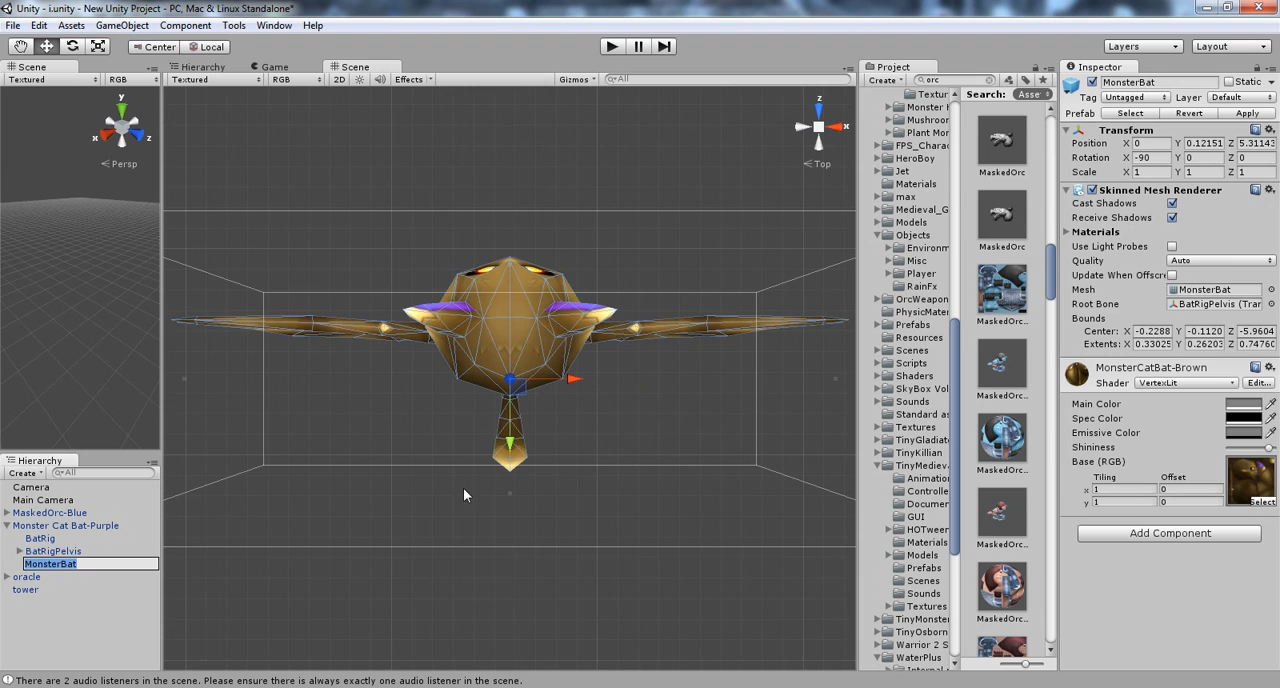 Unity - i.unity - New Unity Project - PC, Mac & Linux Standalone*
File Edit Assets GameObject Component Tools Window Help
Center Local Layers Layout
Scene Hierarchy Game Scene Project Inspector
Textured RGB Textured RGB 2D Effects Gizmos All Create orc MonsterBat Static
Textur Search: Asse
Monster Tag Untagged Layer Default
Mushroom Prefab Select Revert Apply
Plant Mon Transform
y x z Persp z x Top
FPS_Charac MaskedOrc Position X 0 Y 0.12151 Z 5.31143
HeroBoy Rotation X -90 Y 0 Z 0
Jet Scale X 1 Y 1 Z 1
Materials
max Skinned Mesh Renderer
Medieval_G Cast Shadows
Models Receive Shadows
Objects Materials
Environm MaskedOrc Use Light Probes
Misc Quality Auto
Player Update When Offscre
RainFx Mesh MonsterBat
OrcWeapon Root Bone BatRigPelvis (Trar
PhysicMater MaskedOrc.. Bounds
Prefabs Center: X -0.2288 Y -0.1120 Z -5.9604
Resources Extents: X 0.33025 Y 0.26203 Z 0.74760
Scenes
Scripts MonsterCatBat-Brown
Shaders Shader VertexLit Edit...
SkyBox Vol MaskedOrc..
Sounds Main Color
Standard as Spec Color
Textures Emissive Color
TinyGladiat Shininess
TinyKillian Base (RGB)
TinyMediev MaskedOrc.. Tiling Offset
Animatio x 1 0
Controlle y 1 0 Select
Documen
GUI
HOTween Add Component
Materials MaskedOrc..
Models
Prefabs
Scenes
Sounds
Textures
TinyMonster MaskedOrc..
TinyOsborn
Warrior 2 S
WaterPlus
Hierarchy
Create All
Camera
Main Camera
MaskedOrc-Blue
Monster Cat Bat-Purple
BatRig
BatRigPelvis
MonsterBat
oracle
tower
There are 2 audio listeners in the scene. Please ensure there is always exactly one audio listener in the scene.